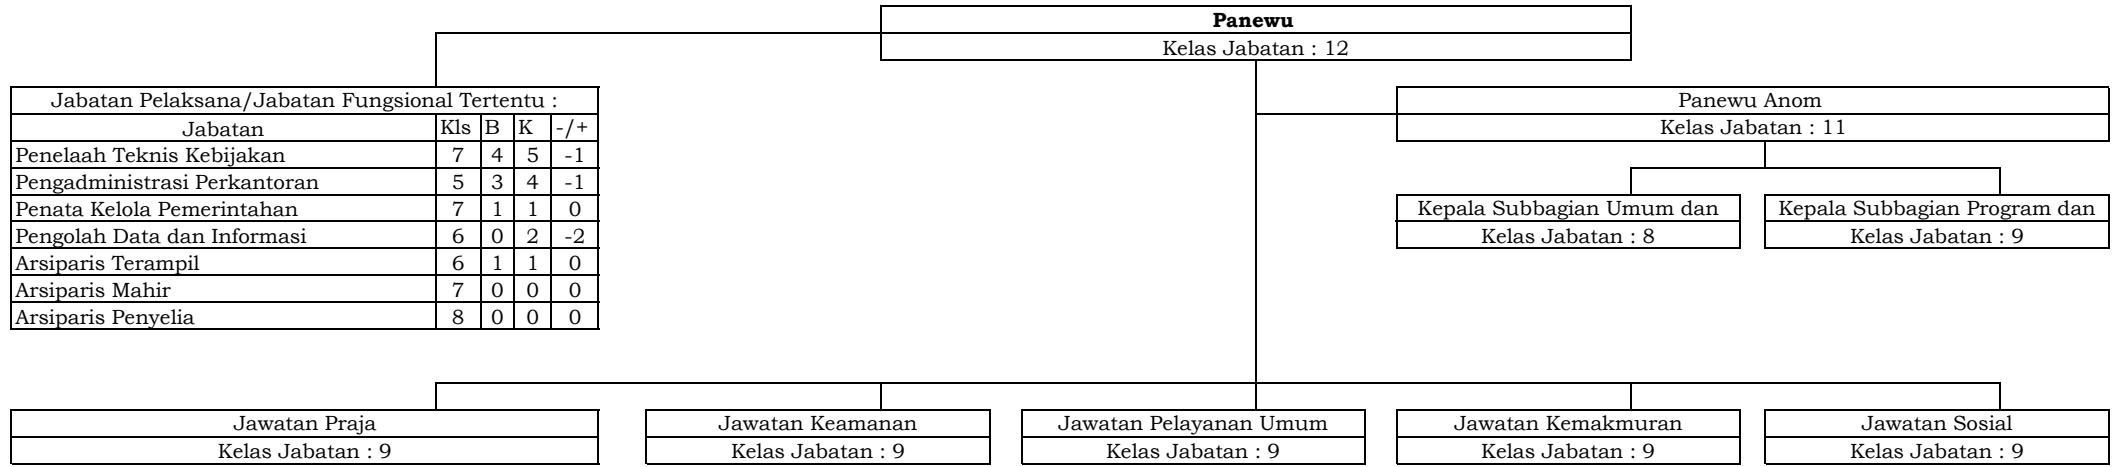 Panewu
Kelas Jabatan : 12
Jabatan Pelaksana/Jabatan Fungsional Tertentu :
Jabatan Kls B K -/+
Penelaah Teknis Kebijakan 7 4 5 -1
Pengadministrasi Perkantoran 5 3 4 -1
Penata Kelola Pemerintahan 7 1 1 0
Pengolah Data dan Informasi 6 0 2 -2
Arsiparis Terampil 6 1 1 0
Arsiparis Mahir 7 0 0 0
Arsiparis Penyelia 8 0 0 0
Panewu Anom
Kelas Jabatan : 11
Kepala Subbagian Umum dan
Kelas Jabatan : 8
Kepala Subbagian Program dan
Kelas Jabatan : 9
Jawatan Praja
Kelas Jabatan : 9
Jawatan Keamanan
Kelas Jabatan : 9
Jawatan Pelayanan Umum
Kelas Jabatan : 9
Jawatan Kemakmuran
Kelas Jabatan : 9
Jawatan Sosial
Kelas Jabatan : 9